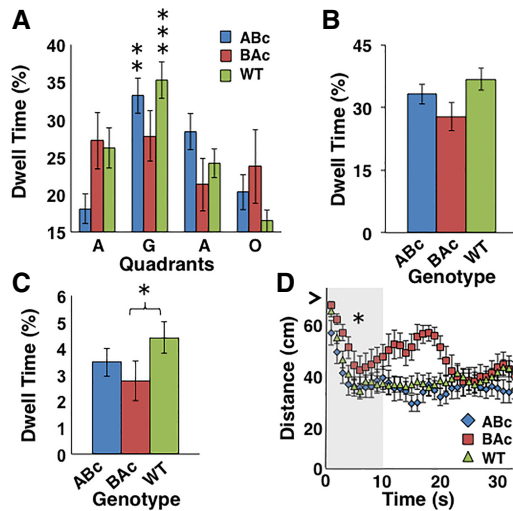 A
B
Dwell Time (%)
40
35
30
25
20
15
**
***
ABc
BAc
WT
A G A O
Quadrants
Dwell Time (%)
45
30
15
0
ABc BAc WT
Genotype
C
D
Dwell Time (%)
6
5
4
3
2
1
0
*
ABc BAc WT
Genotype
Distance (cm)
>
60
40
20
0
*
ABc
BAc
WT
0 10 20 30
Time (s)